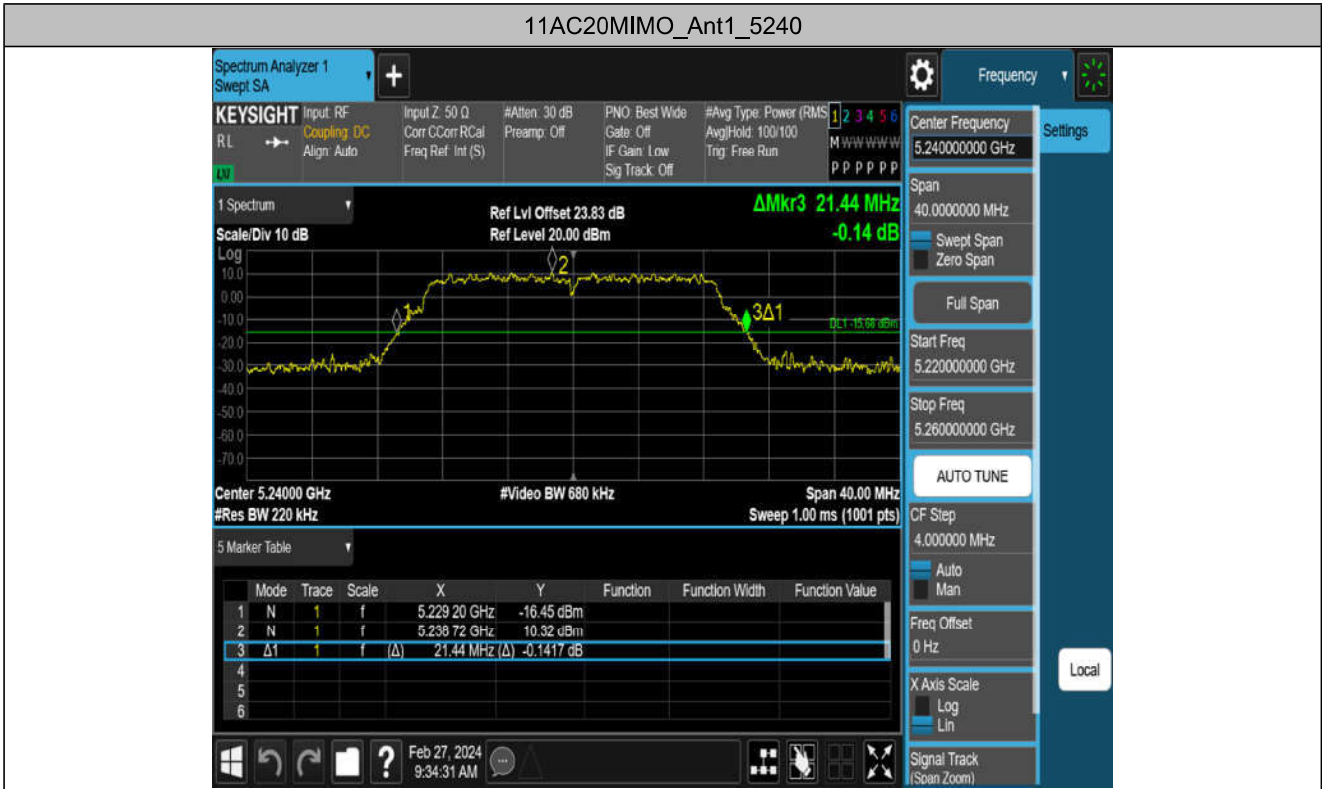 11AC20MIMO_Ant1_5240
Spectrum Analyzer 1
Swept SA
+
Frequency
KEYSIGHT
RL
LXI
Input: RF
Coupling: DC
Align: Auto
Input Z: 50 Ω
Corr CCorr RCal
Freq Ref: Int (S)
#Atten: 30 dB
Preamp: Off
PNO: Best Wide
Gate: Off
IF Gain: Low
Sig Track: Off
#Avg Type: Power (RMS
Avg|Hold: 100/100
Trig: Free Run
1 2 3 4 5 6
M W W W W W
P P P P P P
1 Spectrum
Scale/Div 10 dB
Ref Lvl Offset 23.83 dB
Ref Level 20.00 dBm
ΔMkr3 21.44 MHz
-0.14 dB
Log
10.0
0.00
-10.0
-20.0
-30.0
-40.0
-50.0
-60.0
-70.0
1
2
3Δ1
DL1 -15.68 dBm
Center 5.24000 GHz
#Res BW 220 kHz
#Video BW 680 kHz
Span 40.00 MHz
Sweep 1.00 ms (1001 pts)
5 Marker Table
Mode Trace Scale X Y Function Function Width Function Value
1 N 1 f 5.229 20 GHz -16.45 dBm
2 N 1 f 5.238 72 GHz 10.32 dBm
3 Δ1 1 f (Δ) 21.44 MHz (Δ) -0.1417 dB
4
5
6
?
Feb 27, 2024
9:34:31 AM
Center Frequency
5.240000000 GHz
Settings
Span
40.0000000 MHz
Swept Span
Zero Span
Full Span
Start Freq
5.220000000 GHz
Stop Freq
5.260000000 GHz
AUTO TUNE
CF Step
4.000000 MHz
Auto
Man
Freq Offset
0 Hz
Local
X Axis Scale
Log
Lin
Signal Track
(Span Zoom)